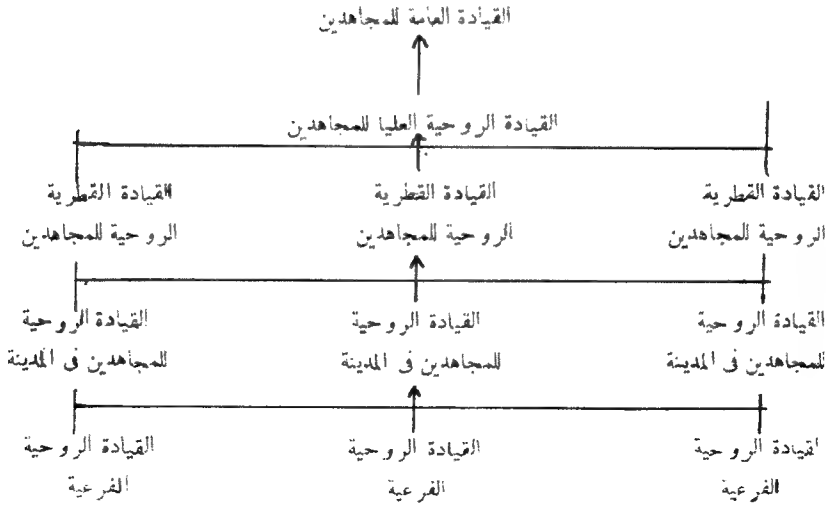 القيادة العامة للمجاهدين
القيادة الروحية العليا للمجاهدين
القيادة القطرية القيادة القطرية القيادة القطرية
الروحية للمجاهدين الروحية للمجاهدين الروحية للمجاهدين
القيادة الروحية القيادة الروحية القيادة الروحية
للمجاهدين فى المدينة للمجاهدين فى المدينة للمجاهدين فى المدينة
القيادة الروحية القيادة الروحية القيادة الروحية
الفرعية الفرعية الفرعية